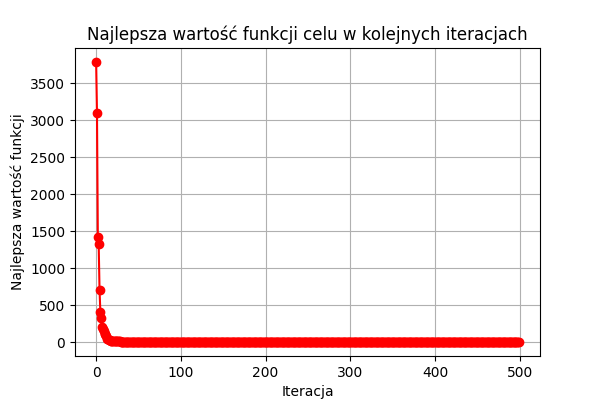 Najlepsza wartość funkcji celu w kolejnych iteracjach
Najlepsza wartość funkcji
3500
3000
2500
2000
1500
1000
500
0
0 100 200 300 400 500
Iteracja